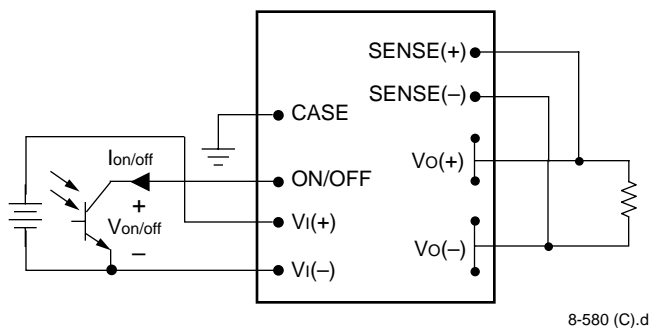 SENSE(+)
SENSE(–)
CASE
Ion/off
VO(+)
ON/OFF
+
Von/off
VI(+)
–
VO(–)
VI(–)
8-580 (C).d